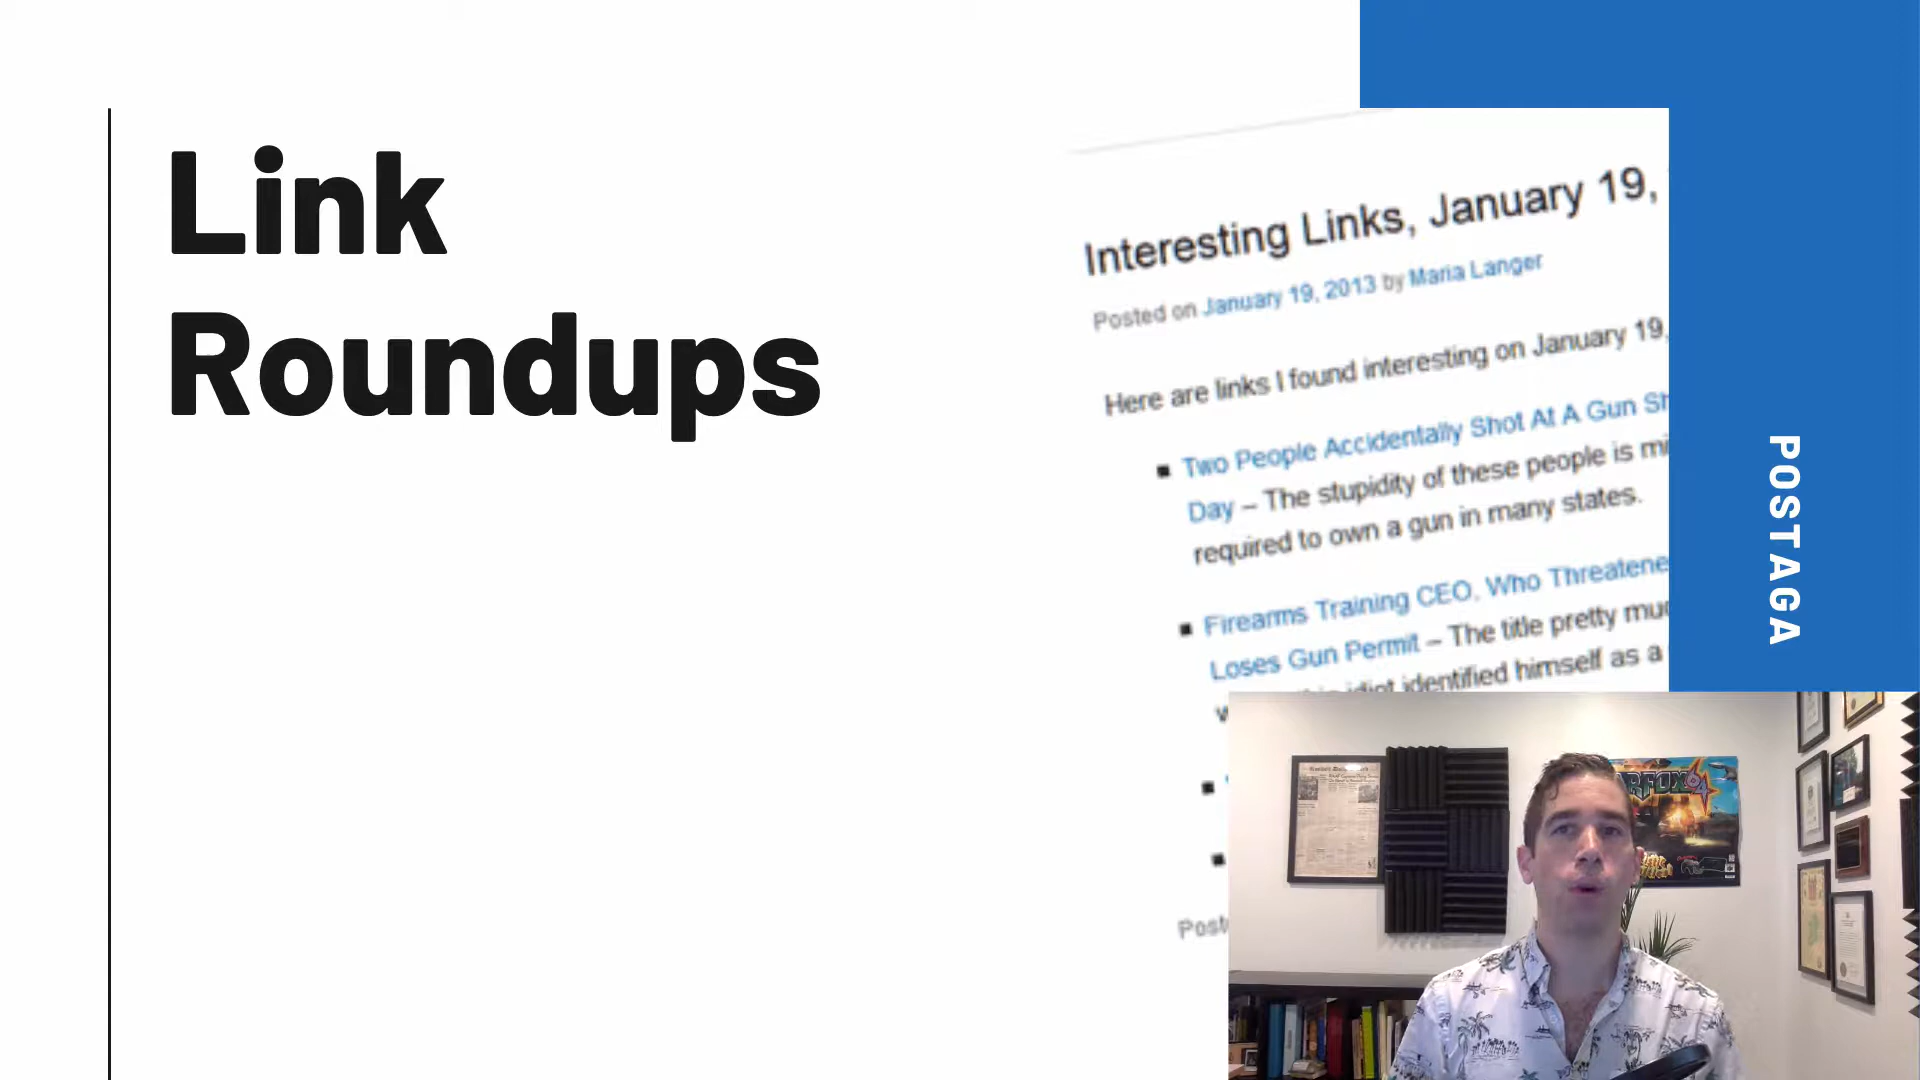 Link
Roundups
Interesting Links, January 19,
Posted on January 19, 2013 by Maria Langer
Here are links I found interesting on January 19,
Two People Accidentally Shot At A Gun
Day – The stupidity of these people is
required to own a gun in many states.
Firearms Training CEO, Who
Loses Gun Permit – The title pretty
idiot identified himself as a
POSTAGA
64